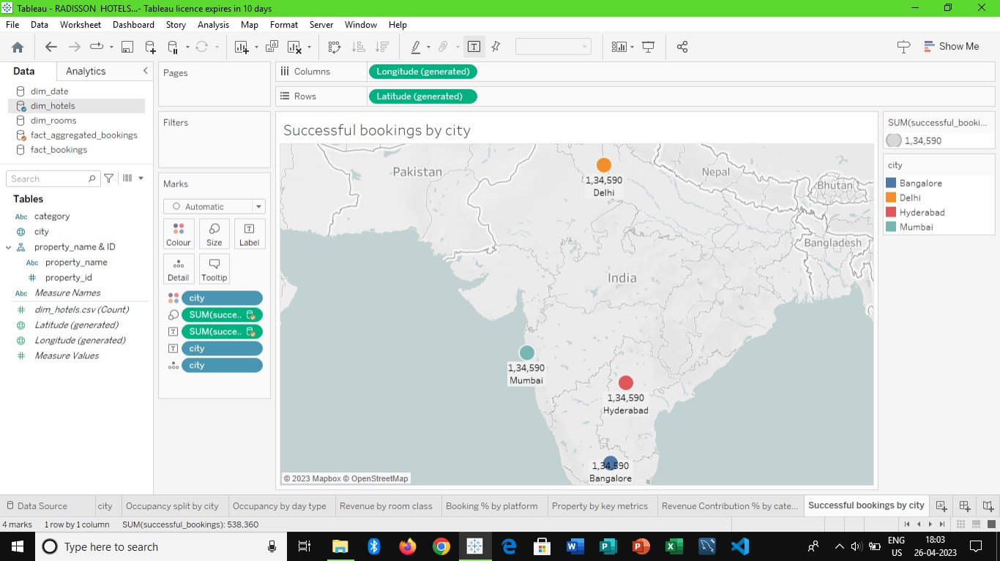 Tableau - RADISSON HOTELS...- Tableau licence expires in 10 days
File Data Worksheet Dashboard Story Analysis Map Format Server Window Help
Show Me
Data Analytics
dim_date
dim_hotels
dim_rooms
fact_aggregated_bookings
fact_bookings
Search
Tables
Abc category
city
property_name & ID
Abc property_name
property_id
Abc Measure Names
dim_hotels.csv (Count)
Latitude (generated)
Longitude (generated)
Measure Values
Pages
Filters
Marks
Automatic
Colour Size Label
Detail Tooltip
city
SUM(succe..
SUM(succe..
city
city
Columns Longitude (generated)
Rows Latitude (generated)
Successful bookings by city
Pakistan
Nepal
Bhutan
Bangladesh
India
1,34,590
Delhi
1,34,590
Mumbai
1,34,590
Hyderabad
1,34,590
Bangalore
© 2023 Mapbox © OpenStreetMap
SUM(successful_booki...
1,34,590
city
Bangalore
Delhi
Hyderabad
Mumbai
Data Source city Occupancy split by city Occupancy by day type Revenue by room class Booking % by platform Property by key metrics Revenue Contribution % by cate... Successful bookings by city
4 marks 1 row by 1 column SUM(successful_bookings): 538,360
Type here to search
ENG
US
18:03
26-04-2023